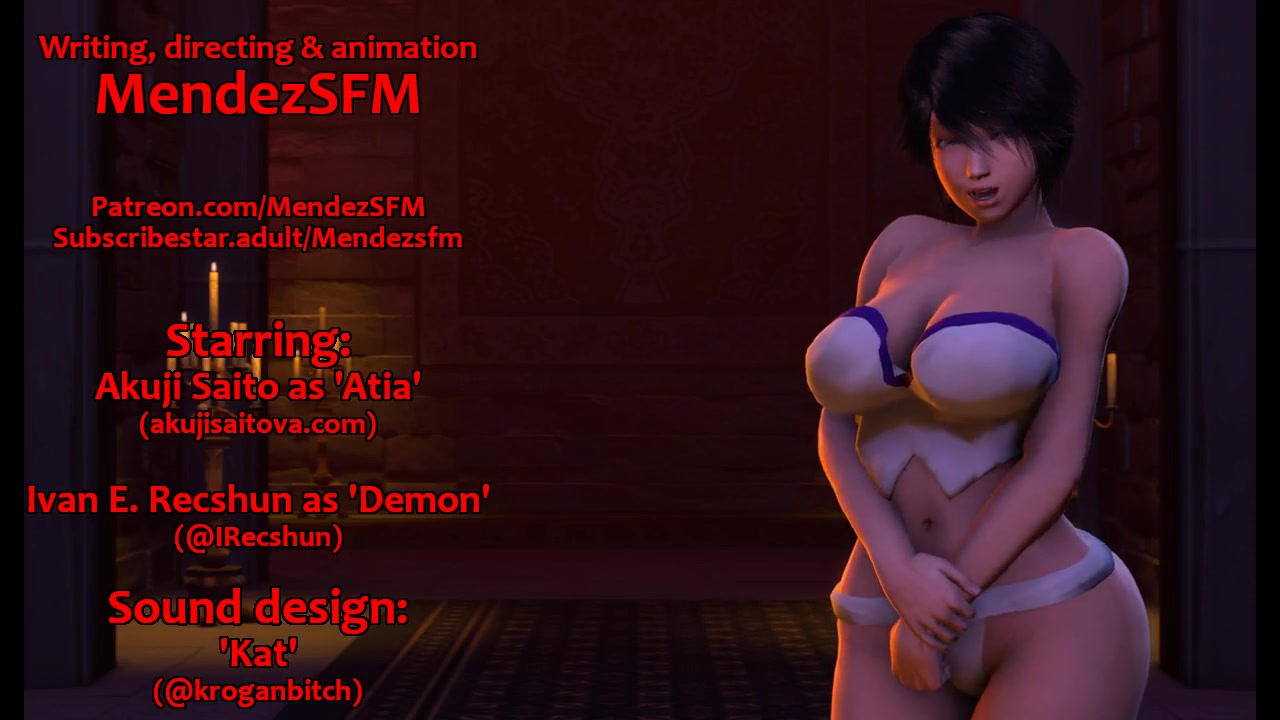 Writing, directing & animation
MendezSFM
Patreon.com/MendezSFM
Subscribestar.adult/Mendezsfm
Starring:
Akuji Saito as 'Atia'
(akujisaitova.com)
Ivan E. Recshun as 'Demon'
(@IRecshun)
Sound design:
'Kat'
(@kroganbitch)